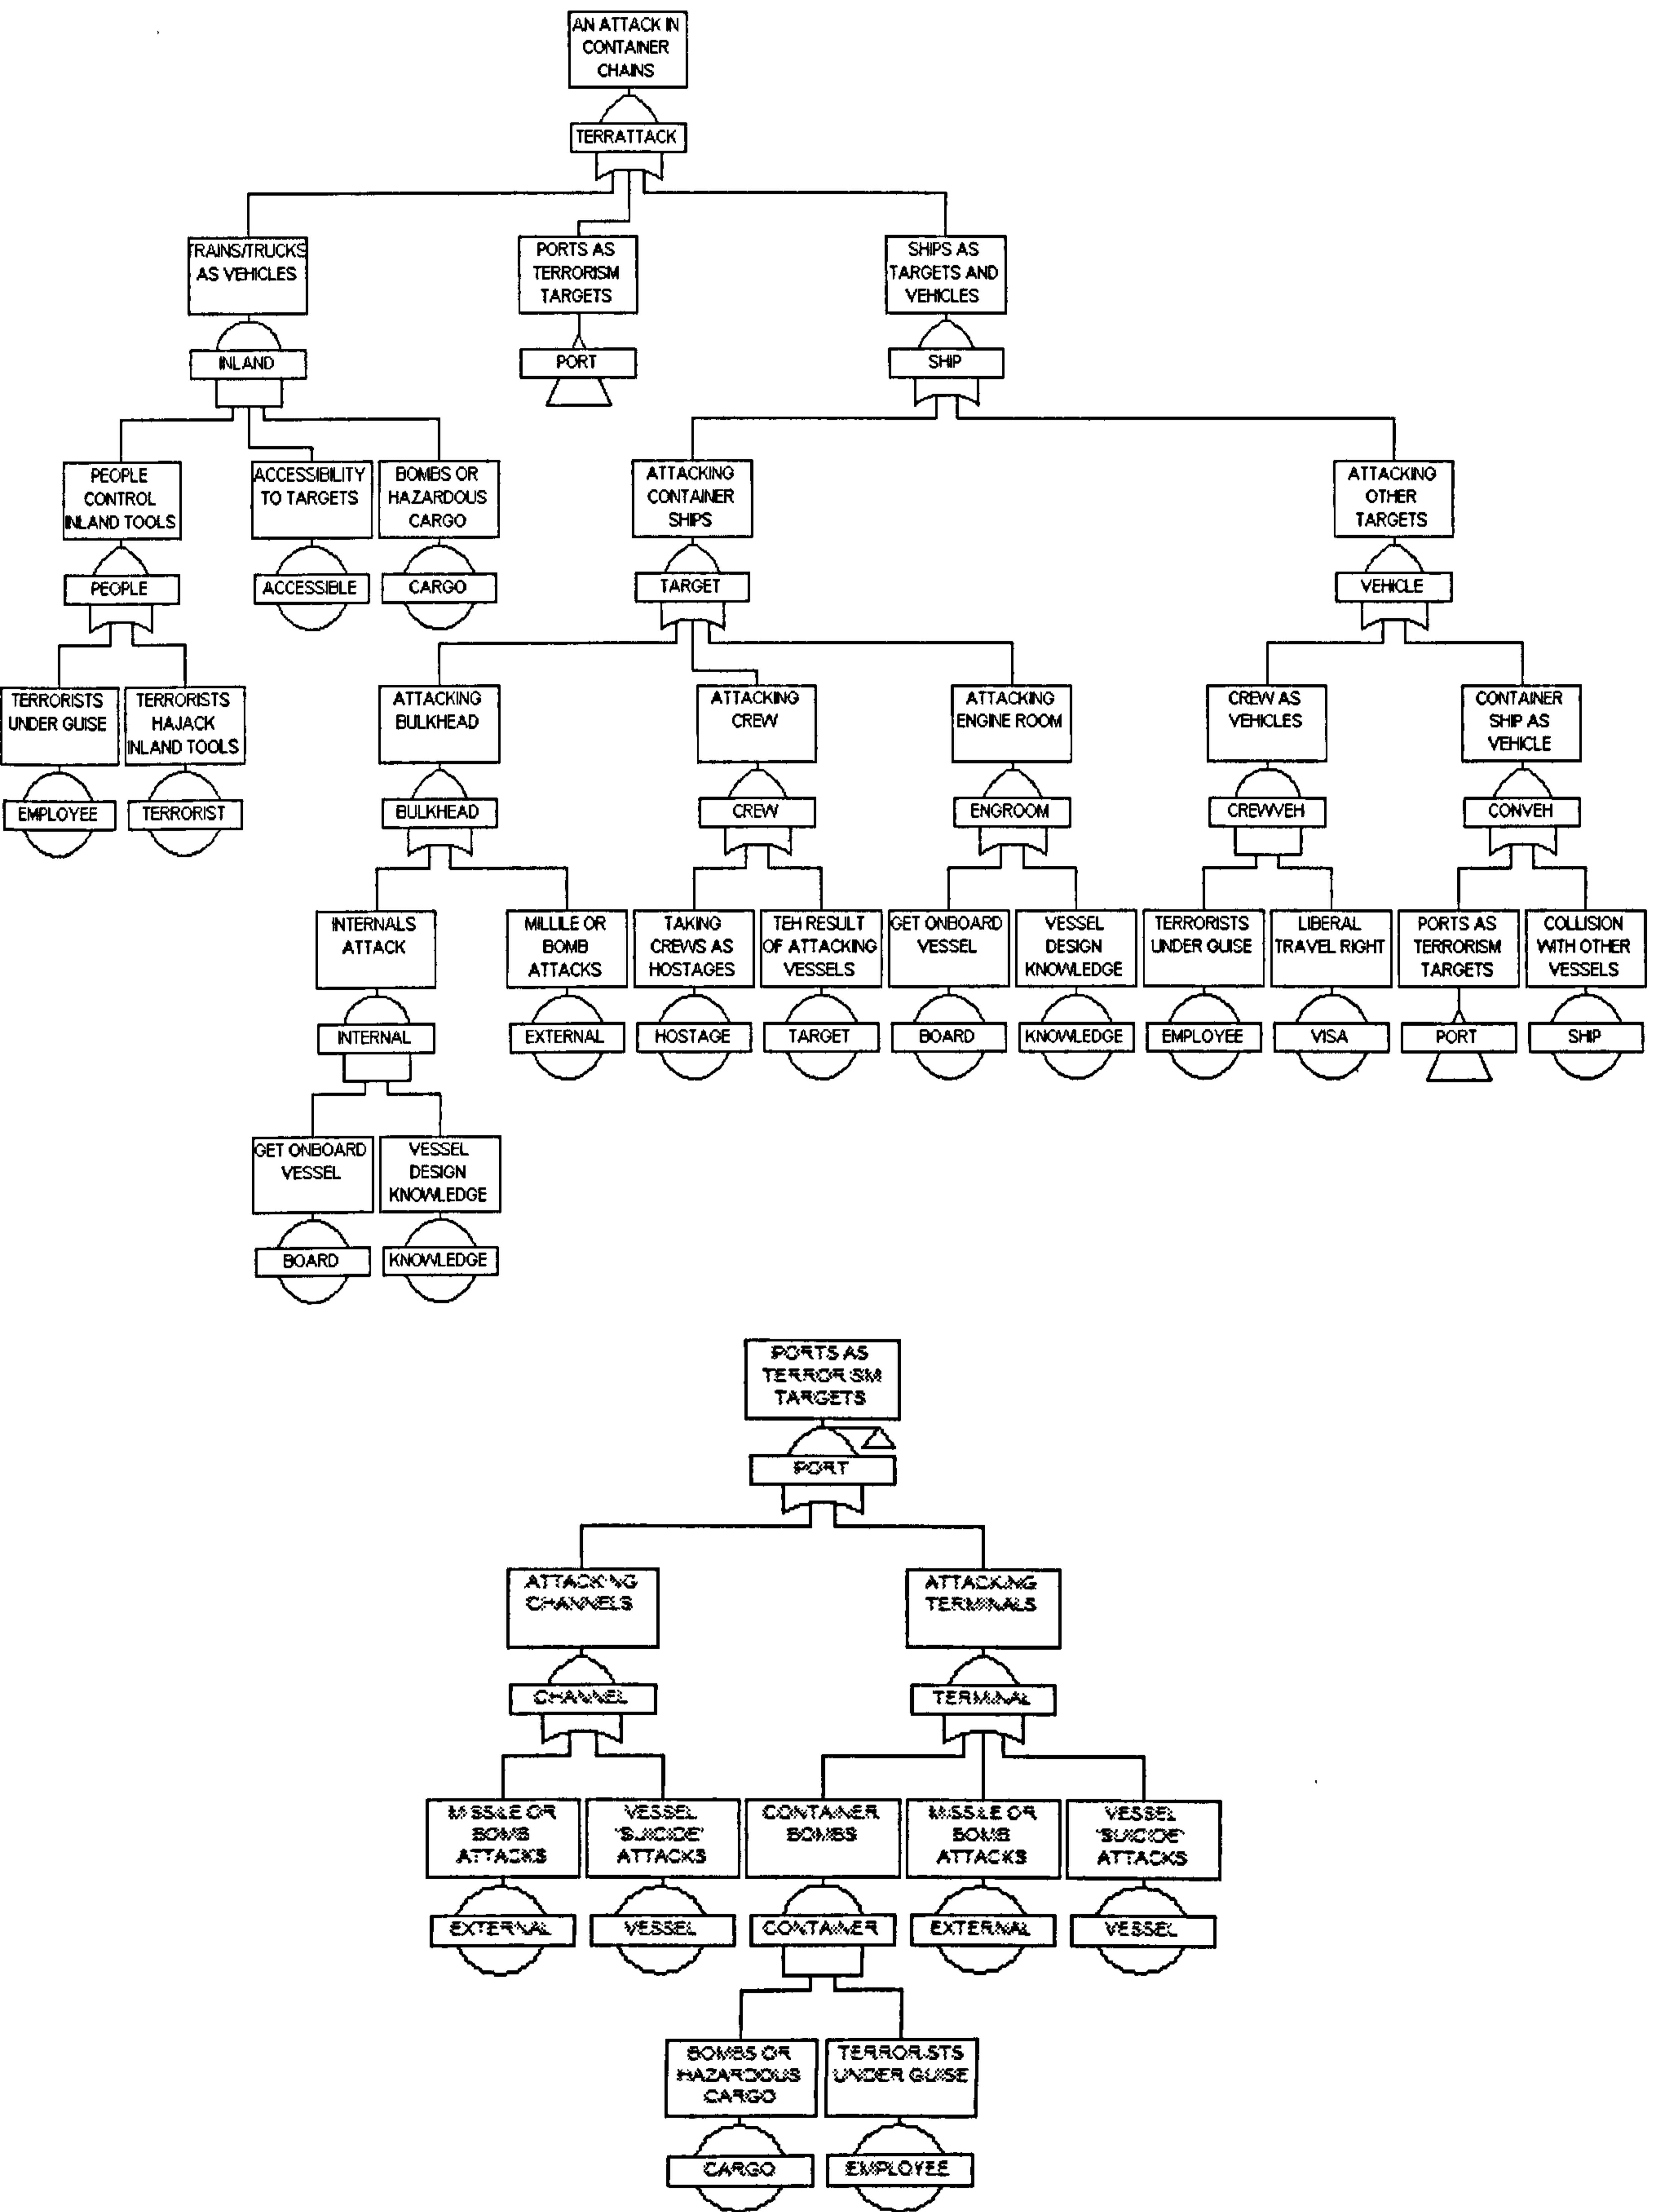 AN ATTACK IN
CONTAINER
CHAINS
TERRATTACK
TRAINS/TRUCKS
AS VEHICLES
PORTS AS
TERRORISM
TARGETS
SHIPS AS
TARGETS AND
VEHICLES
INLAND
PORT
SHIP
PEOPLE
CONTROL
INLAND TOOLS
ACCESSIBILITY
TO TARGETS
BOMBS OR
HAZARDOUS
CARGO
ATTACKING
CONTAINER
SHIPS
ATTACKING
OTHER
TARGETS
PEOPLE
ACCESSIBLE
CARGO
TARGET
VEHICLE
TERRORISTS
UNDER GUISE
TERRORISTS
HAJACK
INLAND TOOLS
ATTACKING
BULKHEAD
ATTACKING
CREW
ATTACKING
ENGINE ROOM
CREW AS
VEHICLES
CONTAINER
SHIP AS
VEHICLE
EMPLOYEE
TERRORIST
BULKHEAD
CREW
ENGROOM
CREWVEH
CONVEH
INTERNALS
ATTACK
MILLILE OR
BOMB
ATTACKS
TAKING
CREWS AS
HOSTAGES
TEH RESULT
OF ATTACKING
VESSELS
GET ONBOARD
VESSEL
VESSEL
DESIGN
KNOWLEDGE
TERRORISTS
UNDER GUISE
LIBERAL
TRAVEL RIGHT
PORTS AS
TERRORISM
TARGETS
COLLISION
WITH OTHER
VESSELS
INTERNAL
EXTERNAL
HOSTAGE
TARGET
BOARD
KNOWLEDGE
EMPLOYEE
VISA
PORT
SHIP
GET ONBOARD
VESSEL
VESSEL
DESIGN
KNOWLEDGE
BOARD
KNOWLEDGE
PORTS AS
TERRORISM
TARGETS
PORT
ATTACKING
CHANNELS
ATTACKING
TERMINALS
CHANNEL
TERMINAL
MISSILE OR
BOMB
ATTACKS
VESSEL
'SUICIDE'
ATTACKS
CONTAINER
BOMBS
MISSILE OR
BOMB
ATTACKS
VESSEL
'SUICIDE'
ATTACKS
EXTERNAL
VESSEL
CONTAINER
EXTERNAL
VESSEL
BOMBS OR
HAZARDOUS
CARGO
TERRORISTS
UNDER GUISE
CARGO
EMPLOYEE